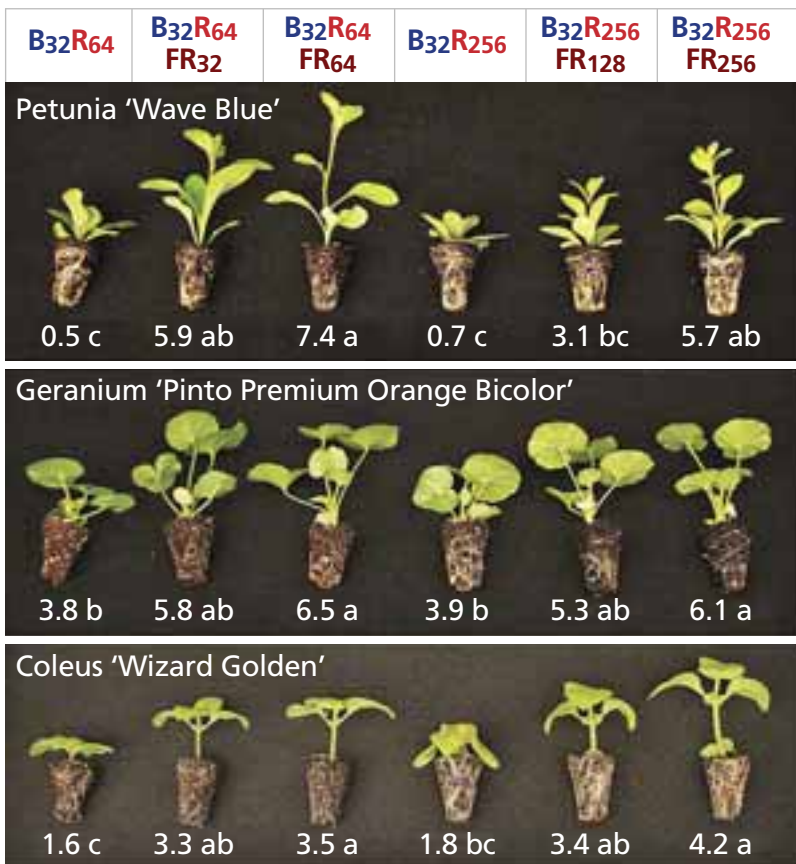 B32R64
B32R64
FR32
B32R64
FR64
B32R256
B32R256
FR128
B32R256
FR256
Petunia ‘Wave Blue’
0.5 c 5.9 ab 7.4 a 0.7 c 3.1 bc 5.7 ab
Geranium ‘Pinto Premium Orange Bicolor’
3.8 b 5.8 ab 6.5 a 3.9 b 5.3 ab 6.1 a
Coleus ‘Wizard Golden’
1.6 c 3.3 ab 3.5 a 1.8 bc 3.4 ab 4.2 a